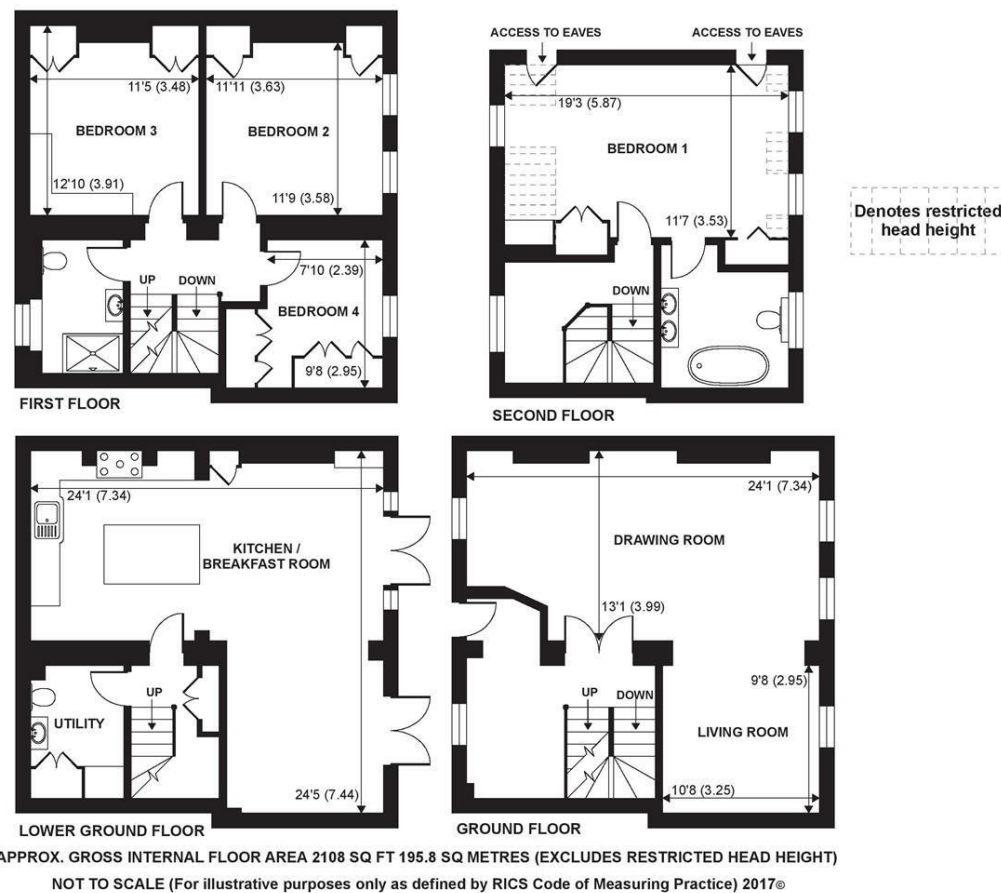 ACCESS TO EAVES
ACCESS TO EAVES
11'5 (3.48)
11'11 (3.63)
BEDROOM 3
BEDROOM 2
12'10 (3.91)
11'9 (3.58)
7'10 (2.39)
UP
DOWN
BEDROOM 4
9'8 (2.95)
FIRST FLOOR
19'3 (5.87)
BEDROOM 1
11'7 (3.53)
DOWN
SECOND FLOOR
Denotes restricted
head height
24'1 (7.34)
KITCHEN /
BREAKFAST ROOM
UP
UTILITY
24'5 (7.44)
LOWER GROUND FLOOR
24'1 (7.34)
DRAWING ROOM
13'1 (3.99)
9'8 (2.95)
UP
DOWN
LIVING ROOM
10'8 (3.25)
GROUND FLOOR
APPROX. GROSS INTERNAL FLOOR AREA 2108 SQ FT 195.8 SQ METRES (EXCLUDES RESTRICTED HEAD HEIGHT)
NOT TO SCALE (For illustrative purposes only as defined by RICS Code of Measuring Practice) 2017©